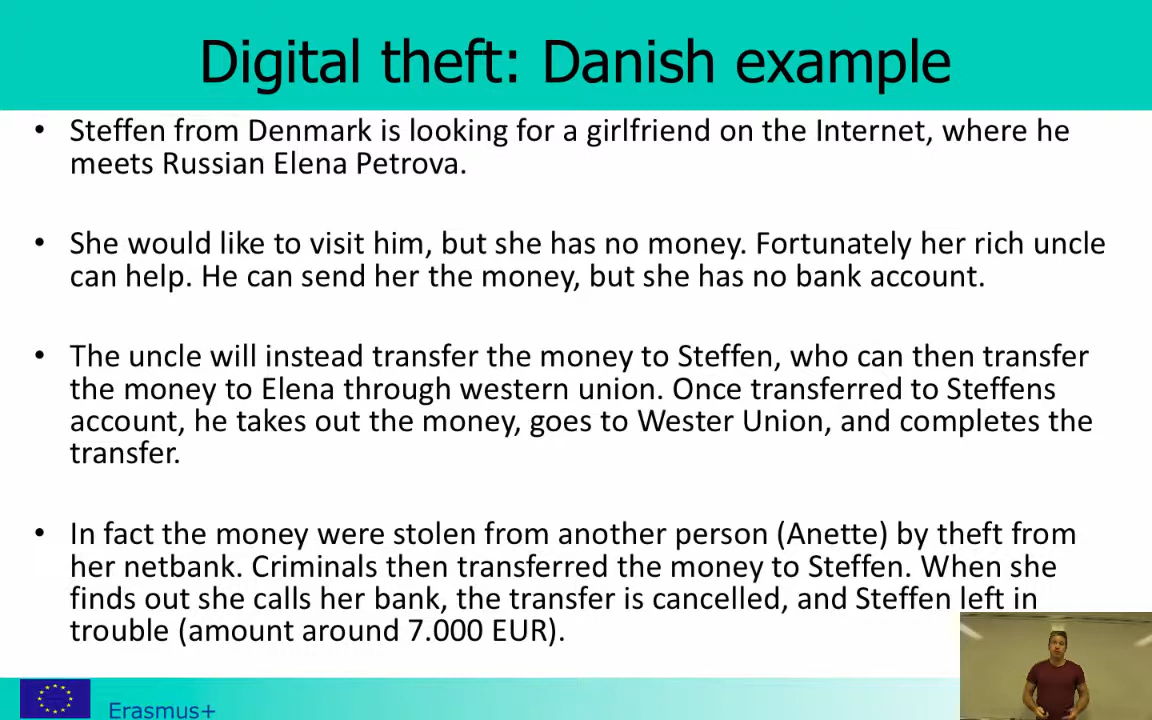 Digital theft: Danish example
• Steffen from Denmark is looking for a girlfriend on the Internet, where he
meets Russian Elena Petrova.
• She would like to visit him, but she has no money. Fortunately her rich uncle
can help. He can send her the money, but she has no bank account.
• The uncle will instead transfer the money to Steffen, who can then transfer
the money to Elena through western union. Once transferred to Steffens
account, he takes out the money, goes to Wester Union, and completes the
transfer.
• In fact the money were stolen from another person (Anette) by theft from
her netbank. Criminals then transferred the money to Steffen. When she
finds out she calls her bank, the transfer is cancelled, and Steffen left in
trouble (amount around 7.000 EUR).
Erasmus+